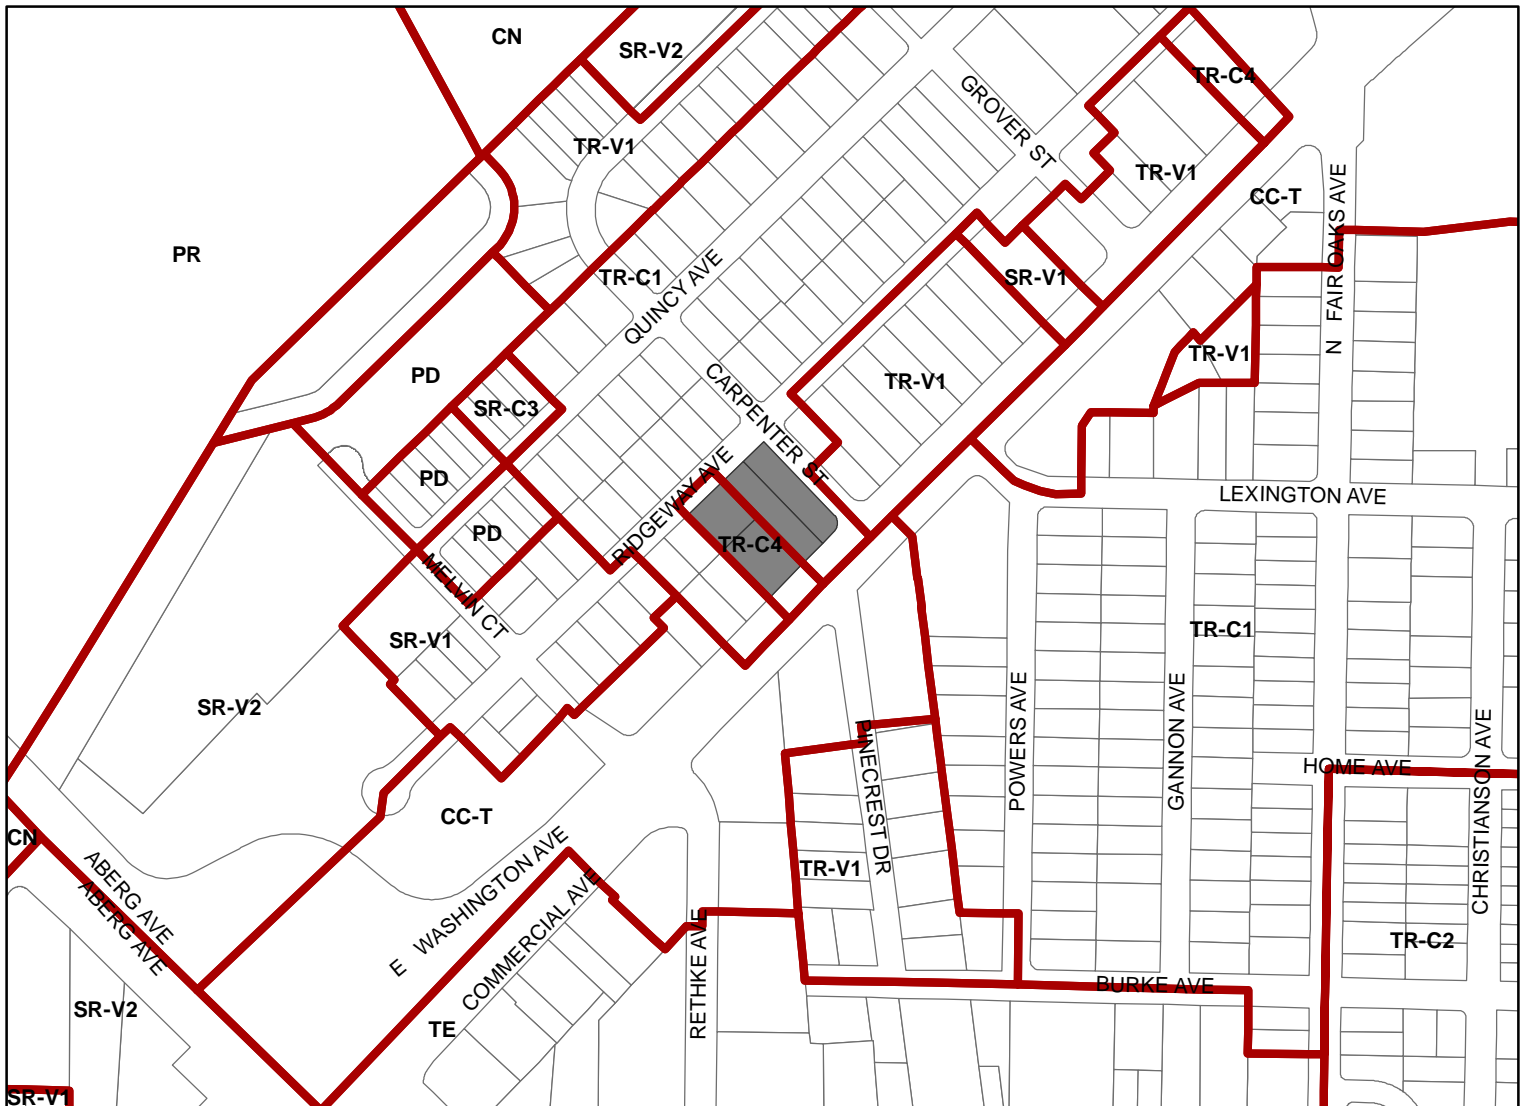 CN
SR-V2
TR-C4
GROVER ST
TR-V1
TR-V1
CC-T
N FAIR OAKS AVE
PR
TR-C1
QUINCY AVE
SR-V1
TR-V1
PD
TR-V1
CARPENTER ST
SR-C3
PD
RIDGEWAY AVE
LEXINGTON AVE
PD
TR-C4
MELVIN CT
SR-V1
TR-C1
SR-V2
PINECREST DR
POWERS AVE
GANNON AVE
CHRISTIANSON AVE
HOME AVE
CC-T
CN
ABERG AVE
ABERG AVE
E WASHINGTON AVE
COMMERCIAL AVE
TR-V1
RETHKE AVE
TR-C2
BURKE AVE
SR-V2
TE
SR-V1